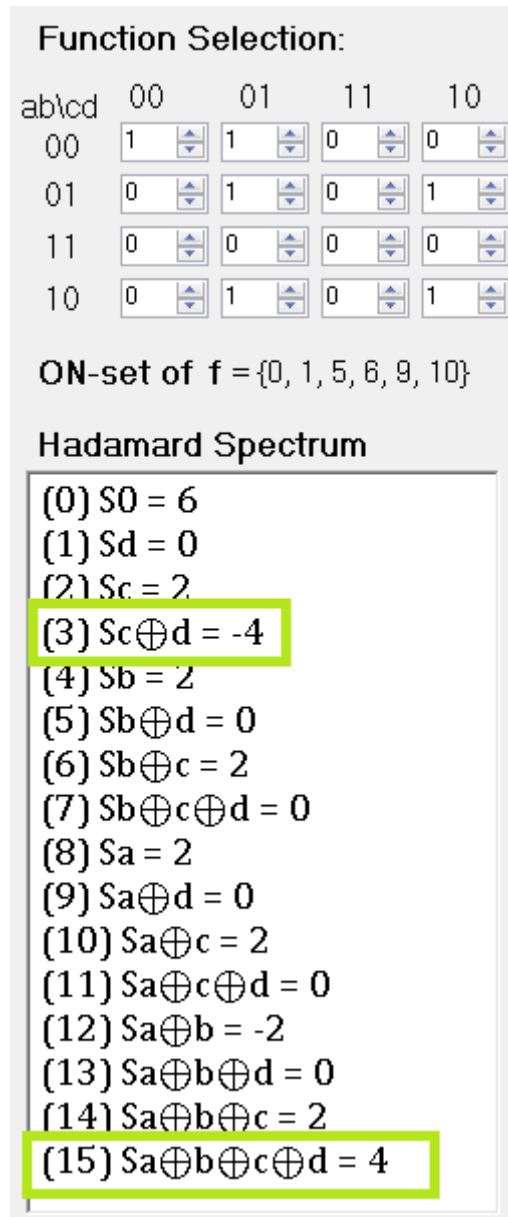 Function Selection:
ab\cd 00 01 11 10
00 1 1 0 0
01 0 1 0 1
11 0 0 0 0
10 0 1 0 1
ON-set of f = {0, 1, 5, 6, 9, 10}
Hadamard Spectrum
(0) S0 = 6
(1) Sd = 0
(2) Sc = 2
(3) Sc⊕d = -4
(4) Sb = 2
(5) Sb⊕d = 0
(6) Sb⊕c = 2
(7) Sb⊕c⊕d = 0
(8) Sa = 2
(9) Sa⊕d = 0
(10) Sa⊕c = 2
(11) Sa⊕c⊕d = 0
(12) Sa⊕b = -2
(13) Sa⊕b⊕d = 0
(14) Sa⊕b⊕c = 2
(15) Sa⊕b⊕c⊕d = 4